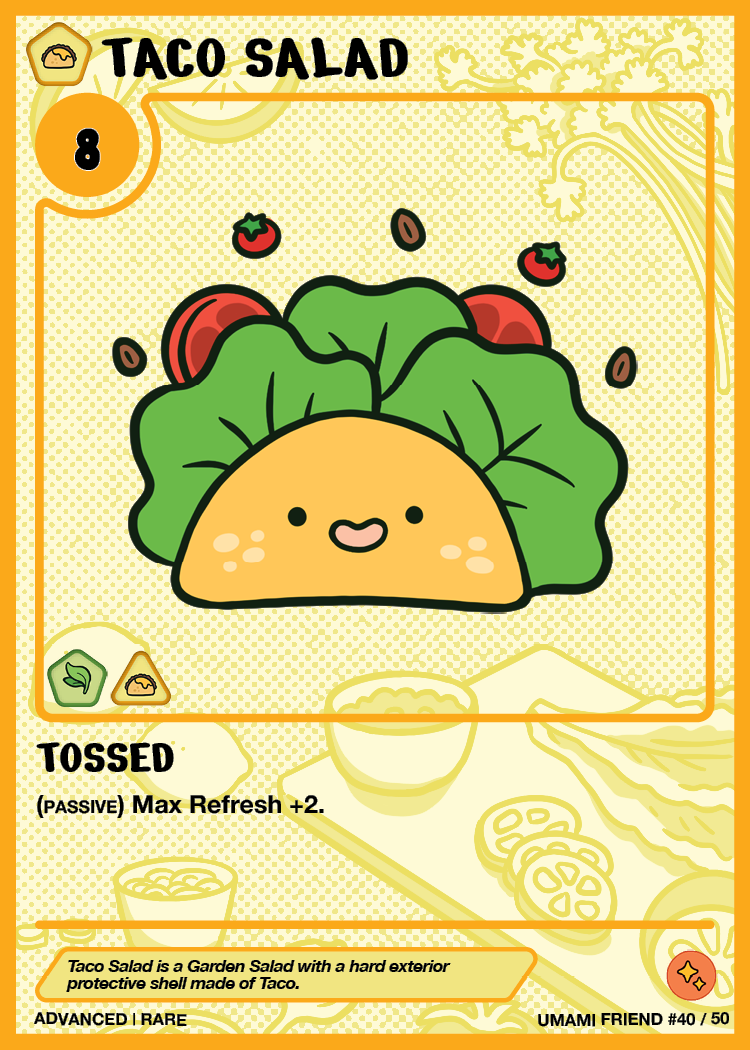 TACO SALAD
8
TOSSED
(PASSIVE) Max Refresh +2.
Taco Salad is a Garden Salad with a hard exterior
protective shell made of Taco.
ADVANCED | RARE
UMAMI FRIEND #40 / 50